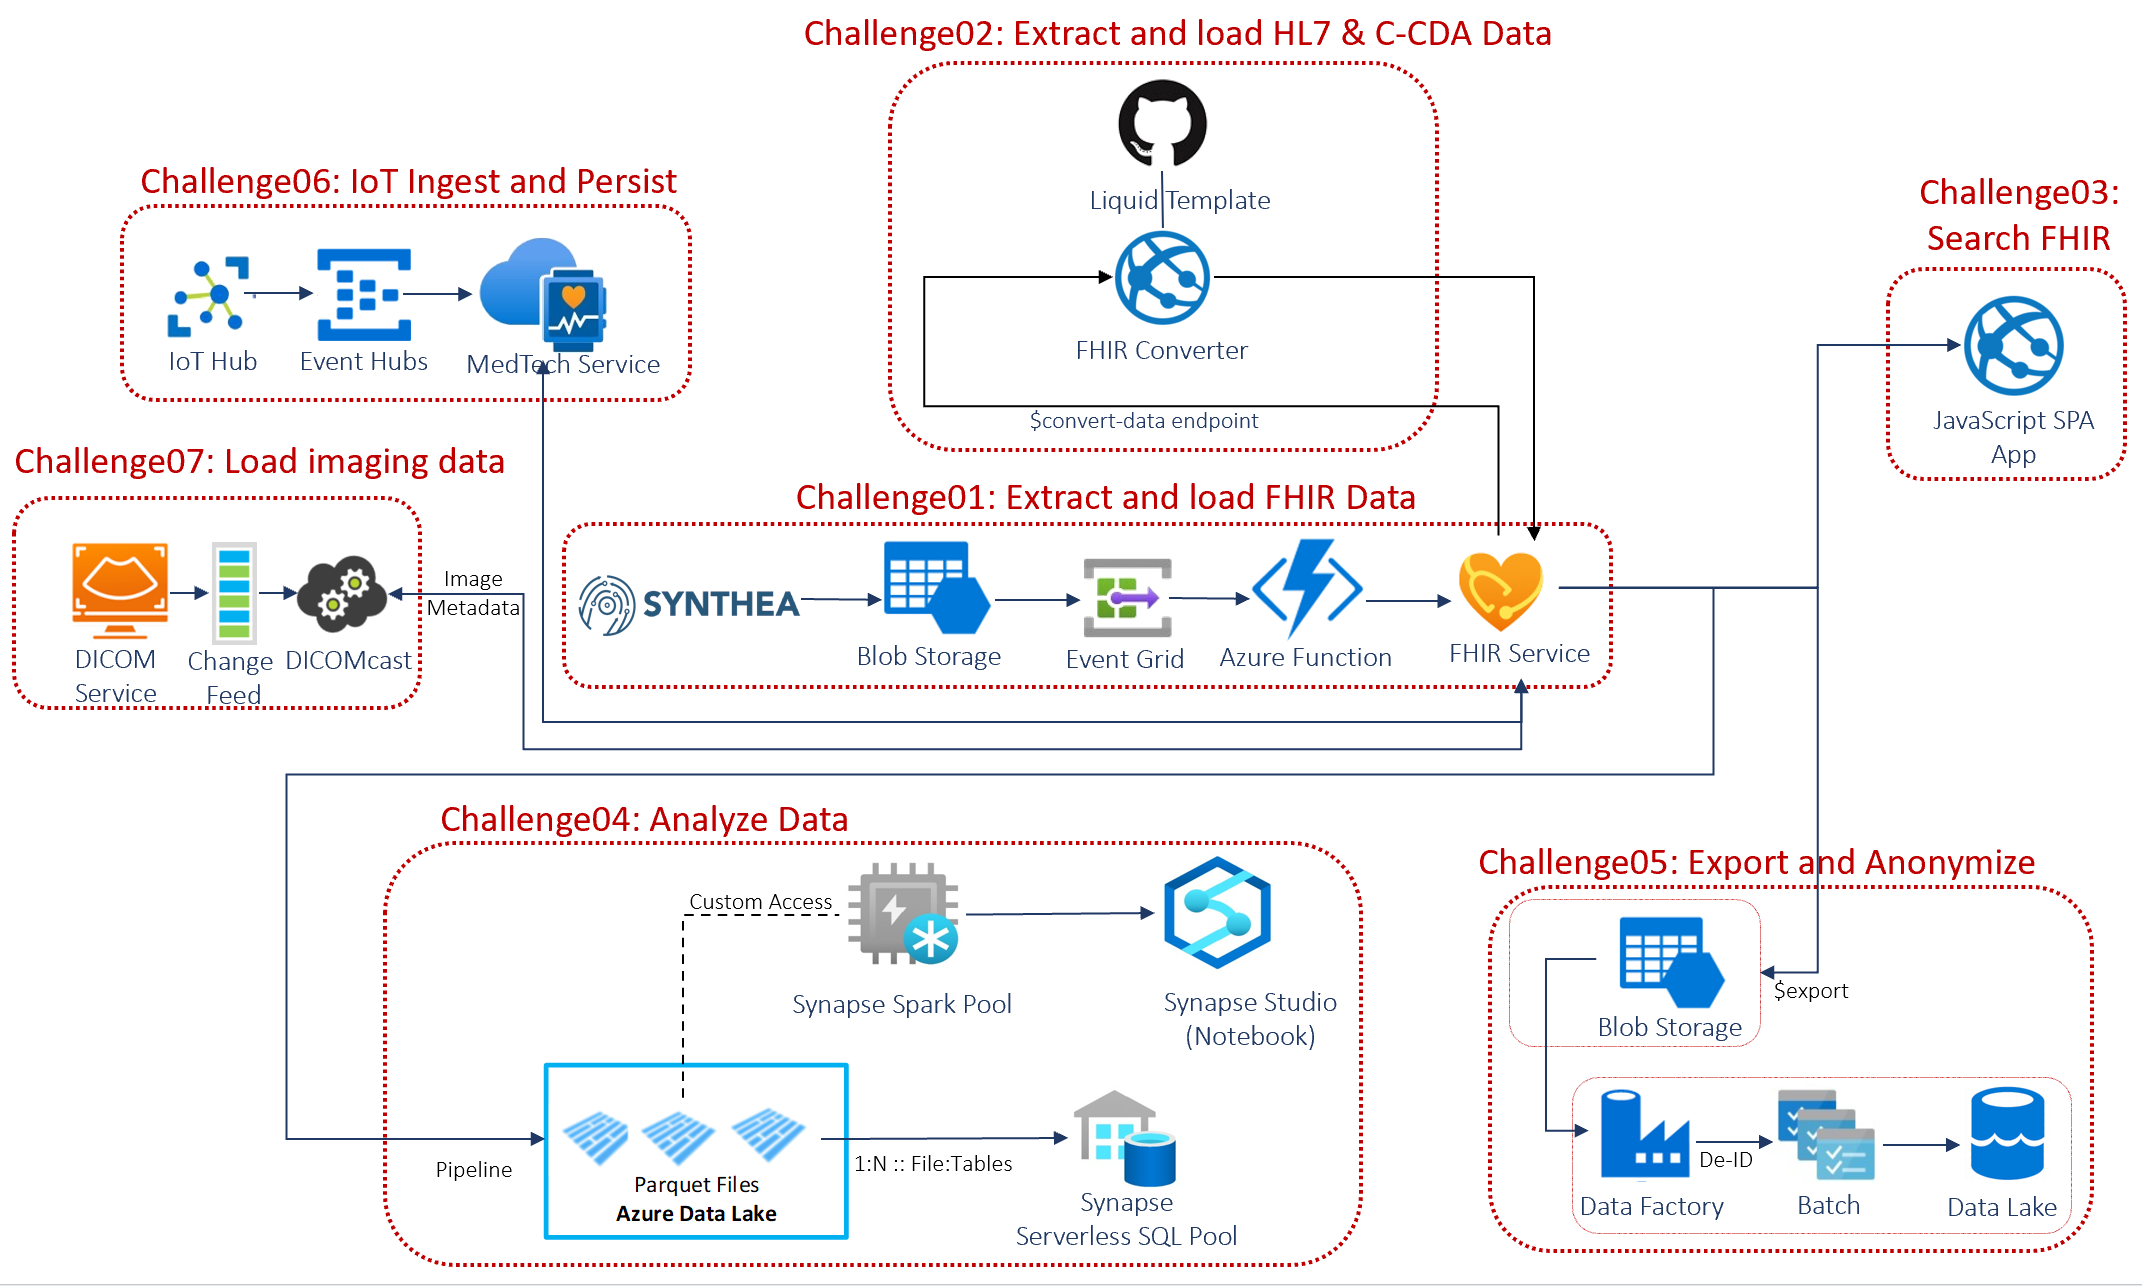 Challenge02: Extract and load HL7 & C-CDA Data
Liquid Template
FHIR Converter
$convert-data endpoint
Challenge06: IoT Ingest and Persist
IoT Hub
Event Hubs
MedTech Service
Challenge03:
Search FHIR
JavaScript SPA
App
Challenge07: Load imaging data
DICOM
Service
Change
Feed
DICOMcast
Image
Metadata
Challenge01: Extract and load FHIR Data
SYNTHEA
Blob Storage
Event Grid
Azure Function
FHIR Service
Challenge04: Analyze Data
Custom Access
Synapse Spark Pool
Synapse Studio
(Notebook)
Pipeline
Parquet Files
Azure Data Lake
1:N :: File:Tables
Synapse
Serverless SQL Pool
Challenge05: Export and Anonymize
Blob Storage
$export
Data Factory
De-ID
Batch
Data Lake